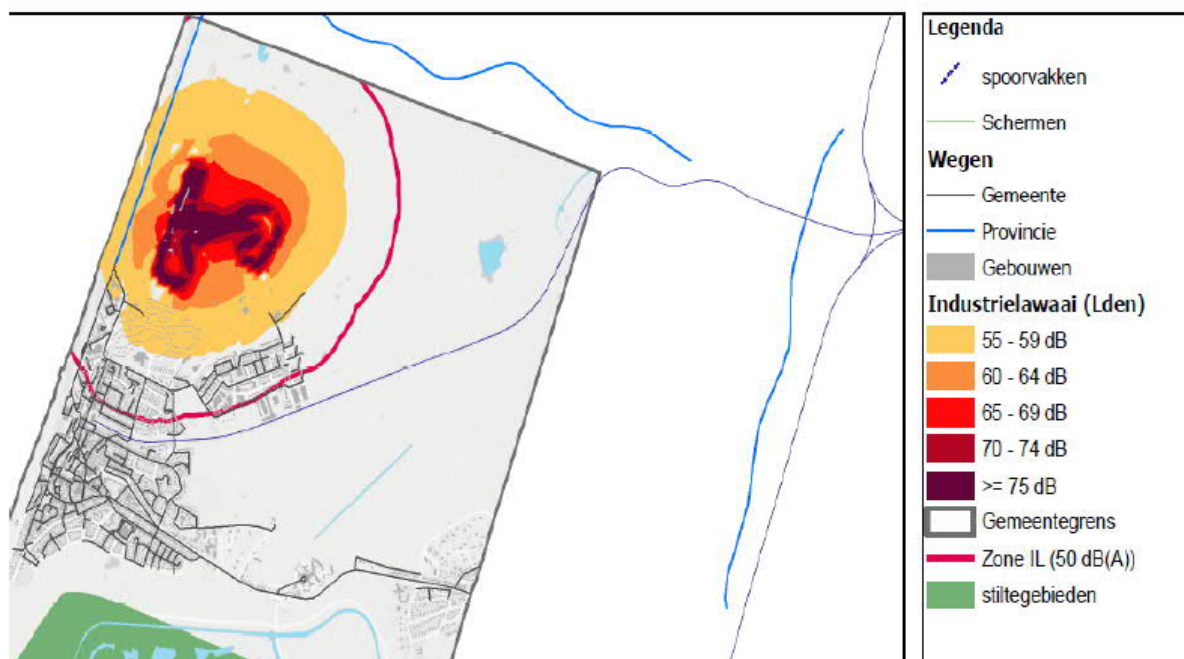 Legenda
spoorvakken
Schermen
Wegen
Gemeente
Provincie
Gebouwen
Industrielawaai (Lden)
55 - 59 dB
60 - 64 dB
65 - 69 dB
70 - 74 dB
>= 75 dB
Gemeentegrens
Zone IL (50 dB(A))
stiltegebieden